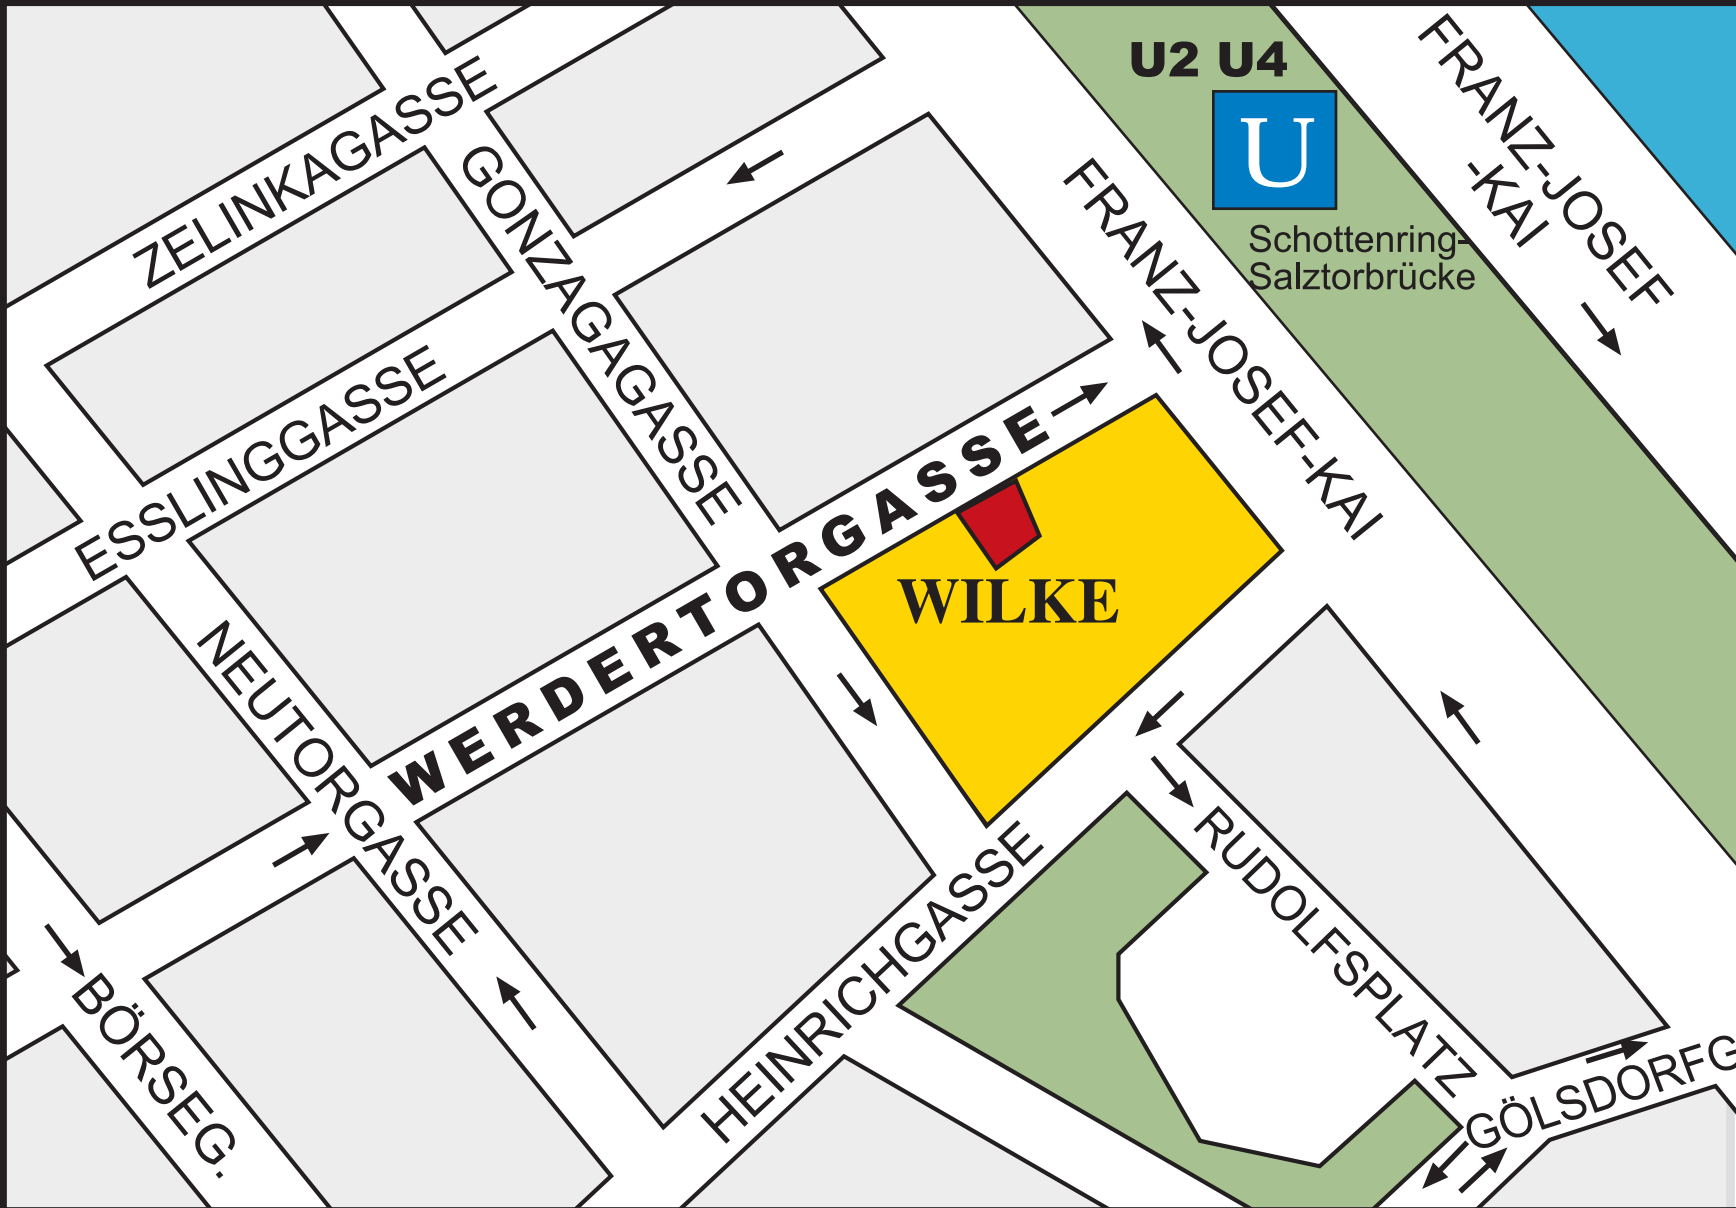 U2 U4
U
Schottenring-
Salztorbrücke
FRANZ-JOSEF
-KAI
FRANZ-JOSEF-KAI
ZELINKAGASSE
GONZAGAGASSE
ESSLINGGASSE
WERDERTORGASSE
WILKE
NEUTORGASSE
HEINRICHGASSE
RUDOLFSPLATZ
BÖRSEG.
GÖLSDORFG